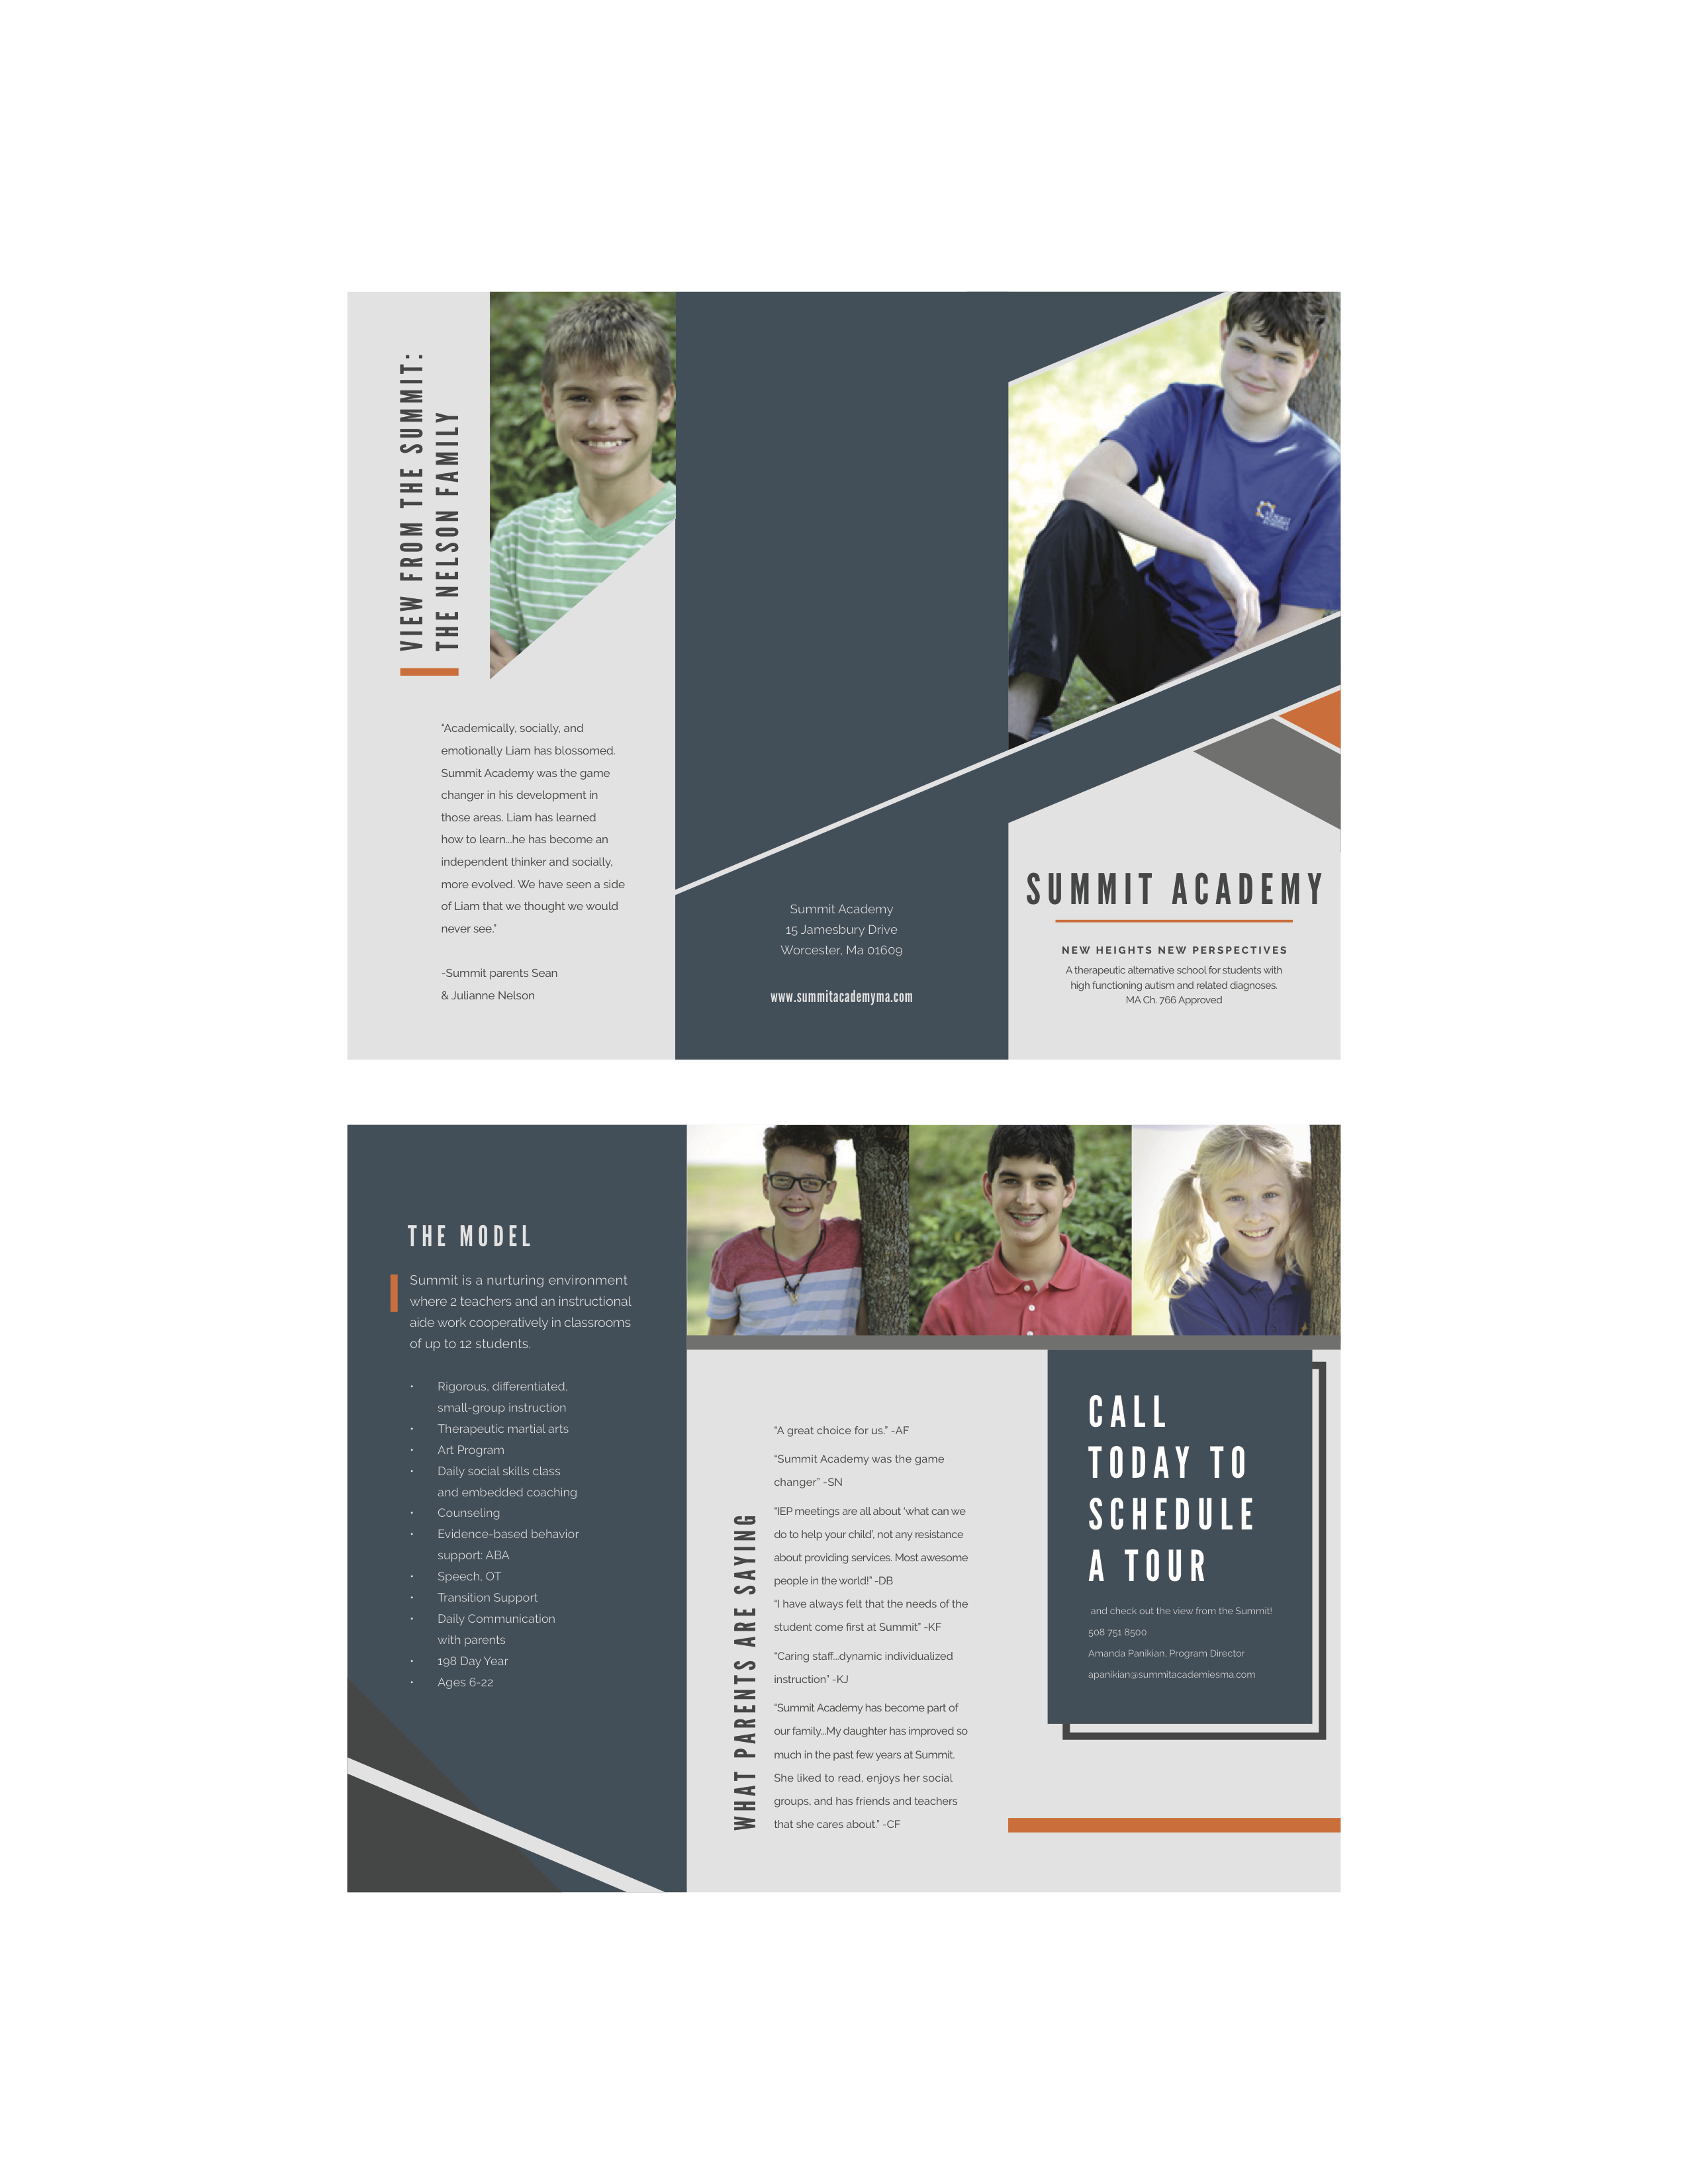 VIEW FROM THE SUMMIT:
THE NELSON FAMILY
“Academically, socially, and
emotionally Liam has blossomed.
Summit Academy was the game
changer in his development in
those areas. Liam has learned
how to learn...he has become an
independent thinker and socially,
more evolved. We have seen a side
of Liam that we thought we would
never see.”
-Summit parents Sean
& Julianne Nelson
Summit Academy
15 Jamesbury Drive
Worcester, Ma 01609
www.summitacademyma.com
SUMMIT ACADEMY
NEW HEIGHTS NEW PERSPECTIVES
A therapeutic alternative school for students with
high functioning autism and related diagnoses.
MA Ch. 766 Approved
THE MODEL
Summit is a nurturing environment
where 2 teachers and an instructional
aide work cooperatively in classrooms
of up to 12 students.
• Rigorous, differentiated,
small-group instruction
• Therapeutic martial arts
• Art Program
• Daily social skills class
and embedded coaching
• Counseling
• Evidence-based behavior
support: ABA
• Speech, OT
• Transition Support
• Daily Communication
with parents
• 198 Day Year
• Ages 6-22
WHAT PARENTS ARE SAYING
“A great choice for us.” -AF
“Summit Academy was the game
changer” -SN
“IEP meetings are all about ‘what can we
do to help your child’, not any resistance
about providing services. Most awesome
people in the world!” -DB
“I have always felt that the needs of the
student come first at Summit” -KF
“Caring staff...dynamic individualized
instruction” -KJ
“Summit Academy has become part of
our family...My daughter has improved so
much in the past few years at Summit.
She liked to read, enjoys her social
groups, and has friends and teachers
that she cares about.” -CF
CALL
TODAY TO
SCHEDULE
A TOUR
and check out the view from the Summit!
508 751 8500
Amanda Panikian, Program Director
apanikian@summitacademiesma.com